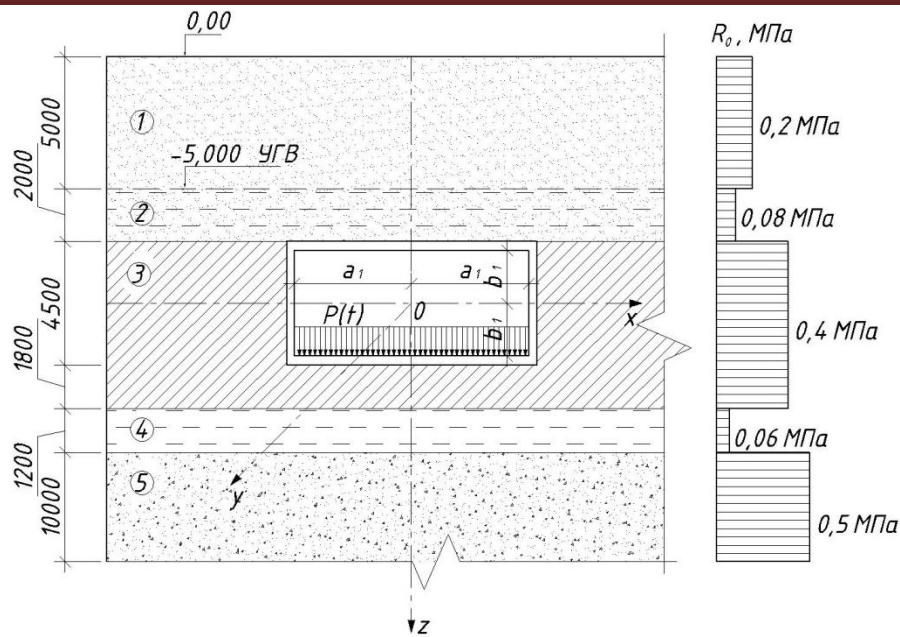 0,00
R₀, МПа
5000
1
0,2 МПа
-5,000 УГВ
2000
2
0,08 МПа
3
a₁
a₁
b₁
4500
P(t)
0
x
b₁
0,4 МПа
1800
4
0,06 МПа
1200
5
y
10000
0,5 МПа
z